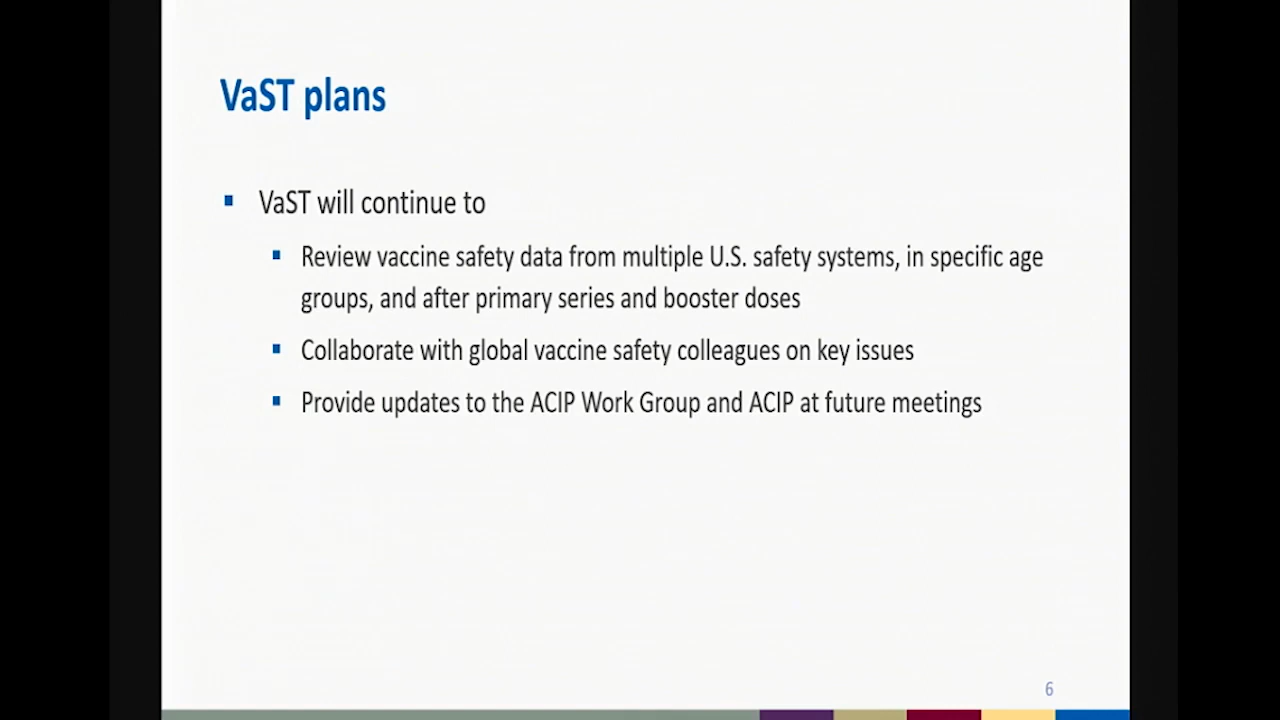 VaST plans
VaST will continue to
Review vaccine safety data from multiple U.S. safety systems, in specific age
groups, and after primary series and booster doses
Collaborate with global vaccine safety colleagues on key issues
Provide updates to the ACIP Work Group and ACIP at future meetings
6